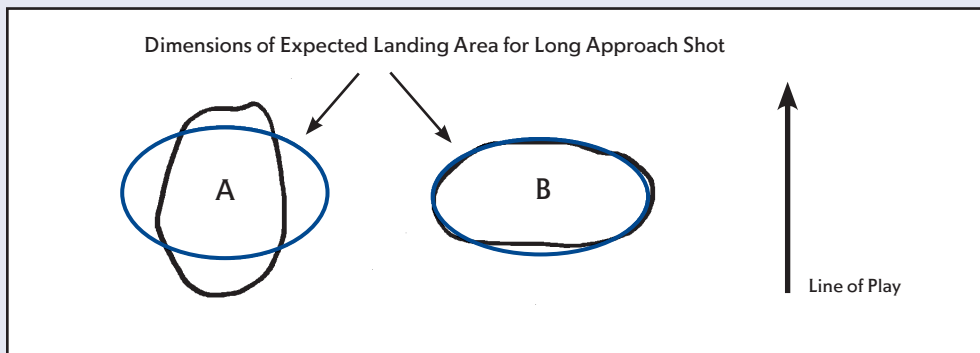 Dimensions of Expected Landing Area for Long Approach Shot
A
B
Line of Play